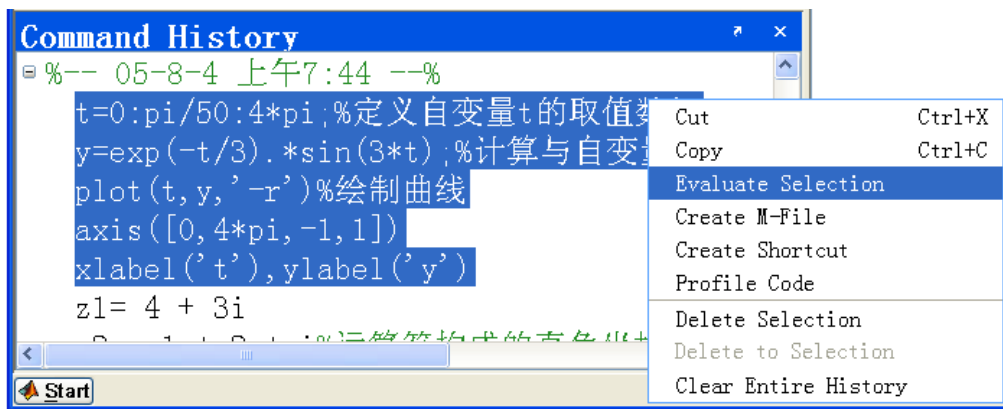 Command History
%-- 05-8-4 上午7:44 --%
t=0:pi/50:4*pi;%定义自变量t的取值数
y=exp(-t/3).*sin(3*t);%计算与自变量
plot(t,y,'-r')%绘制曲线
axis([0,4*pi,-1,1])
xlabel('t'),ylabel('y')
z1= 4 + 3i
Start
Cut Ctrl+X
Copy Ctrl+C
Evaluate Selection
Create M-File
Create Shortcut
Profile Code
Delete Selection
Delete to Selection
Clear Entire History